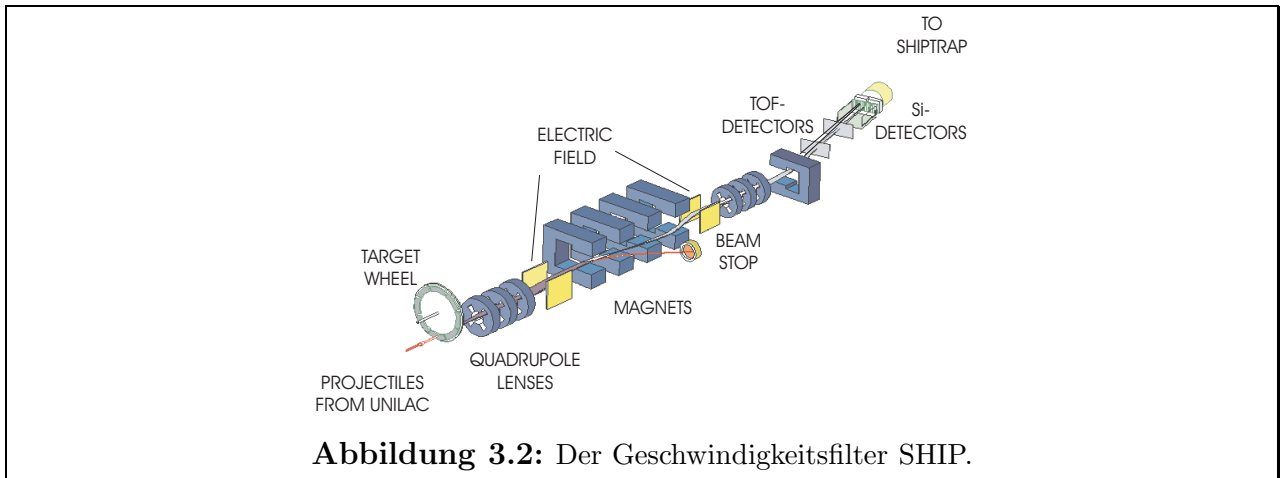 TO
SHIPTRAP
TOF-
DETECTORS
Si-
DETECTORS
ELECTRIC
FIELD
TARGET
WHEEL
BEAM
STOP
MAGNETS
QUADRUPOLE
LENSES
PROJECTILES
FROM UNILAC
Abbildung 3.2: Der Geschwindigkeitsfilter SHIP.